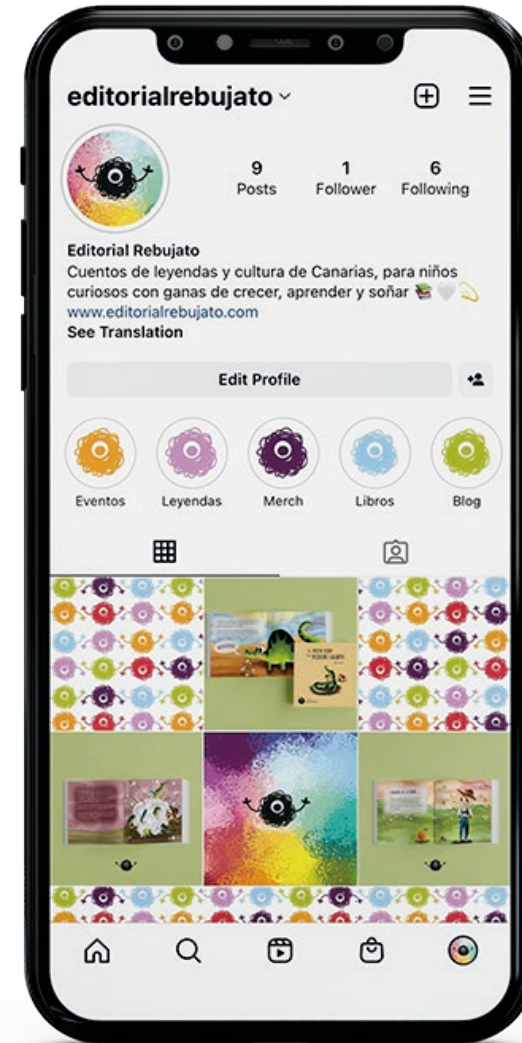 editorialrebujato
9
Posts
1
Follower
6
Following
Editorial Rebujato
Cuentos de leyendas y cultura de Canarias, para niños
curiosos con ganas de crecer, aprender y soñar
www.editorialrebujato.com
See Translation
Edit Profile
Eventos
Leyendas
Merch
Libros
Blog